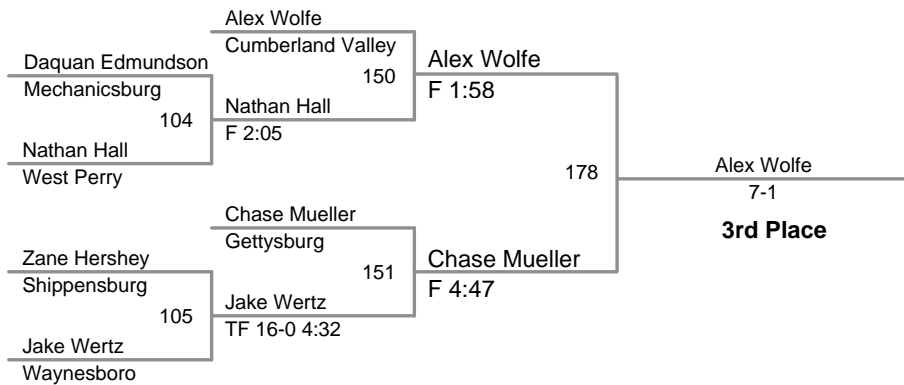 Alex Wolfe
Cumberland Valley
Daquan Edmundson
Mechanicsburg
150
Alex Wolfe
F 1:58
104
Nathan Hall
F 2:05
Nathan Hall
West Perry
178
Alex Wolfe
7-1
3rd Place
Chase Mueller
Gettysburg
Zane Hershey
Shippensburg
151
Chase Mueller
F 4:47
105
Jake Wertz
TF 16-0 4:32
Jake Wertz
Waynesboro